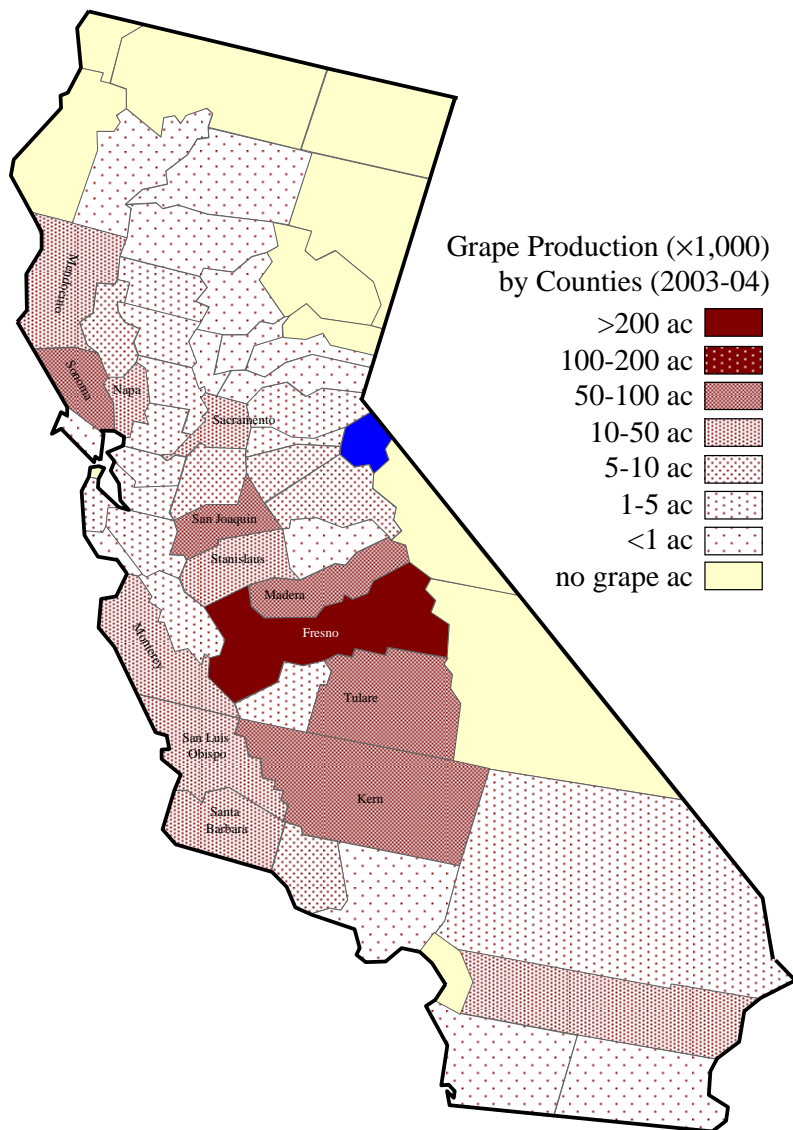 Grape Production (×1,000)
by Counties (2003-04)
>200 ac
100-200 ac
50-100 ac
10-50 ac
5-10 ac
1-5 ac
<1 ac
no grape ac
Mendocino
Sonoma
Napa
Sacramento
San Joaquin
Stanislaus
Madera
Fresno
Monterey
Tulare
San Luis
Obispo
Kern
Santa
Barbara